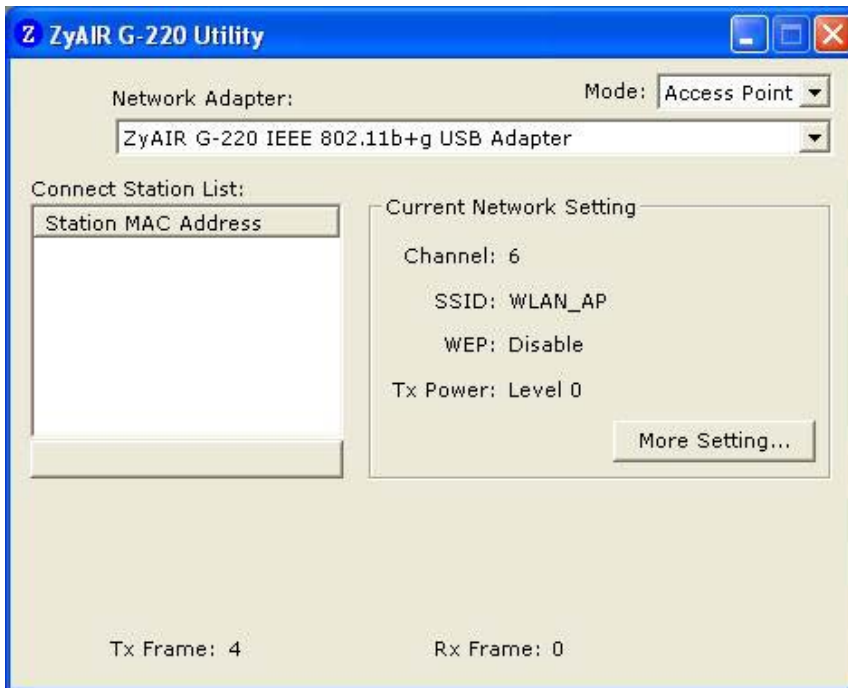 Z ZyAIR G-220 Utility
Network Adapter:
Mode: Access Point
ZyAIR G-220 IEEE 802.11b+g USB Adapter
Connect Station List:
Station MAC Address
Current Network Setting
Channel: 6
SSID: WLAN_AP
WEP: Disable
Tx Power: Level 0
More Setting...
Tx Frame: 4
Rx Frame: 0